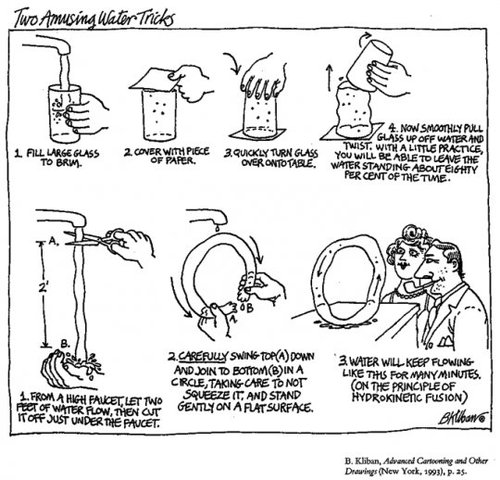 Two Amusing Water Tricks
1. FILL LARGE GLASS
TO BRIM.
2. COVER WITH PIECE
OF PAPER.
3. QUICKLY TURN GLASS
OVER ONTO TABLE.
4. NOW SMOOTHLY PULL
GLASS UP OFF WATER AND
TWIST. WITH A LITTLE PRACTICE,
YOU WILL BE ABLE TO LEAVE THE
WATER STANDING ABOUT EIGHTY
PER CENT OF THE TIME.
A.
2'
B.
1. FROM A HIGH FAUCET, LET TWO
FEET OF WATER FLOW, THEN CUT
IT OFF JUST UNDER THE FAUCET.
B
A
2. CAREFULLY SWING TOP (A) DOWN
AND JOIN TO BOTTOM (B) IN A
CIRCLE, TAKING CARE TO NOT
SQUEEZE IT, AND STAND
GENTLY ON A FLAT SURFACE.
3. WATER WILL KEEP FLOWING
LIKE THIS FOR MANY MINUTES.
(ON THE PRINCIPLE OF
HYDROKINETIC FUSION)
B Kliban ©
B. Kliban, Advanced Cartooning and Other
Drawings (New York, 1993), p. 25.